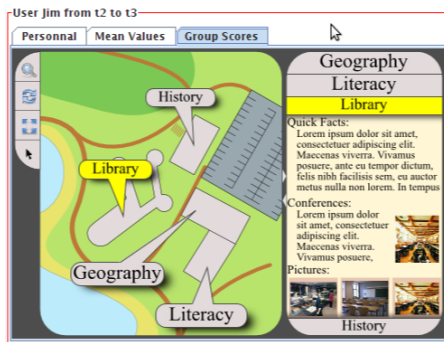 User Jim from t2 to t3
Personnal
Mean Values
Group Scores
History
Library
Geography
Literacy
Geography
Literacy
Library
Quick Facts:
Lorem ipsum dolor sit amet,
consectetuer adipiscing elit.
Maecenas viverra. Vivamus
posuere, ante eu tempor dictum,
felis nibh facilisis sem, eu auctor
metus nulla non lorem. In tempus
Conferences:
Lorem ipsum dolor
sit amet, consectetuer
adipiscing elit.
Maecenas viverra.
Vivamus posuere,
Pictures:
History